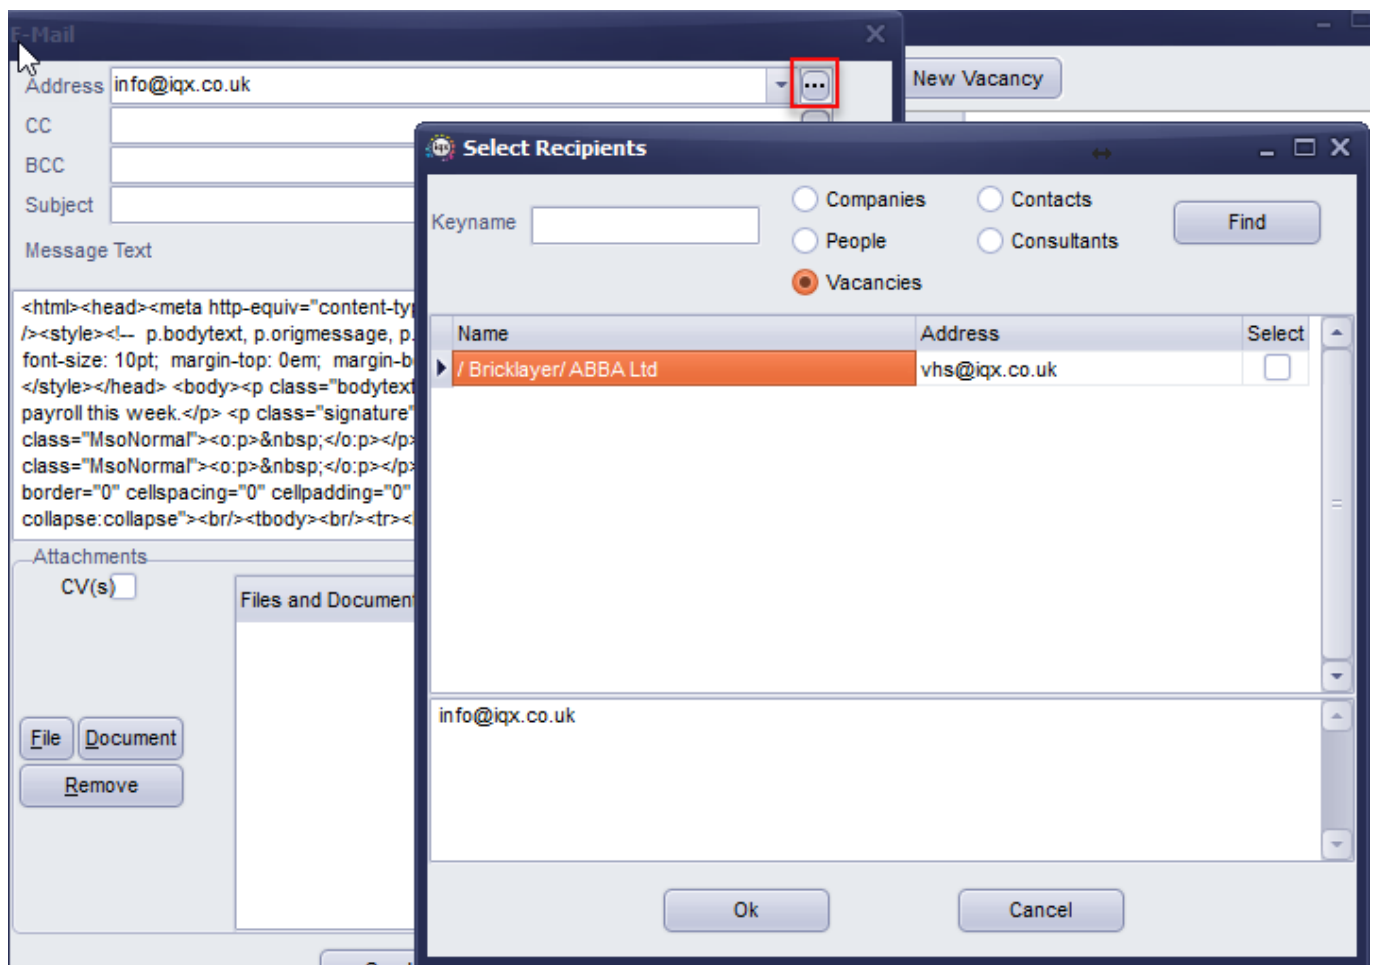 E-Mail
Address info@iqx.co.uk ...
New Vacancy
CC
BCC
Subject
Message Text
<html><head><meta http-equiv="content-ty
/><style><!-- p.bodytext, p.origmessage, p.
font-size: 10pt; margin-top: 0em; margin-b
</style></head> <body><p class="bodytext
payroll this week.</p> <p class="signature"
class="MsoNormal"><o:p>&nbsp;</o:p></p>
class="MsoNormal"><o:p>&nbsp;</o:p></p>
border="0" cellspacing="0" cellpadding="0"
collapse:collapse"><br/><tbody><br/><tr><
Attachments
CV(s)
Files and Document
File Document
Remove
iqx Select Recipients
Keyname
Companies Contacts
People Consultants
Vacancies
Find
Name Address Select
/ Bricklayer/ ABBA Ltd vhs@iqx.co.uk
info@iqx.co.uk
Ok Cancel